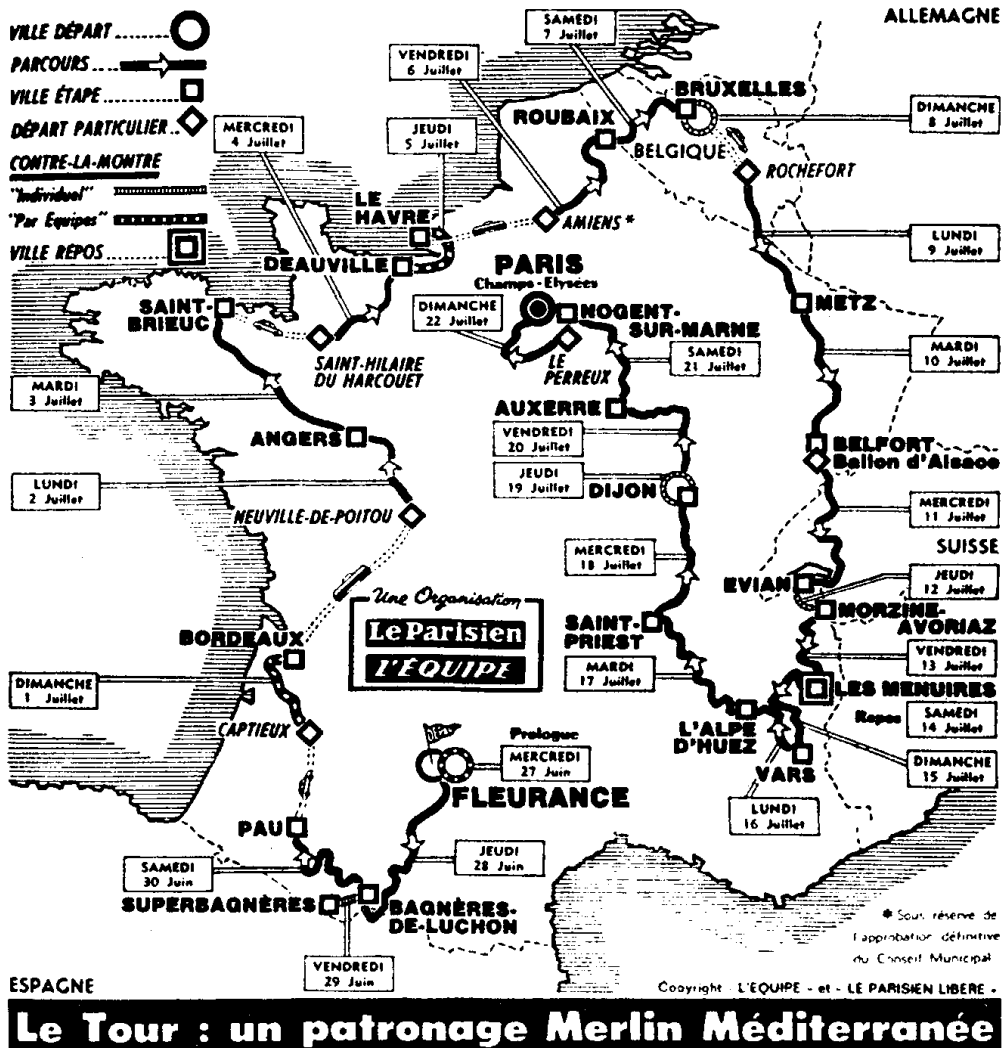 VILLE DÉPART
PARCOURS
VILLE ÉTAPE
DÉPART PARTICULIER
CONTRE-LA-MONTRE
"Individuel"
"Par Equipes"
VILLE REPOS
ALLEMAGNE
SAMEDI
7 Juillet
VENDREDI
6 Juillet
MERCREDI
4 Juillet
JEUDI
5 Juillet
BRUXELLES
ROUBAIX
BELGIQUE
DIMANCHE
8 Juillet
ROCHEFORT
LE
HAVRE
AMIENS *
LUNDI
9 Juillet
DEAUVILLE
PARIS
Champs-Elysées
SAINT-
BRIEUC
DIMANCHE
22 Juillet
NOGENT-
SUR-MARNE
METZ
SAINT-HILAIRE
DU HARCOUET
LE
PERREUX
SAMEDI
21 Juillet
MARDI
10 Juillet
MARDI
3 Juillet
AUXERRE
ANGERS
VENDREDI
20 Juillet
BELFORT
Ballon d'Alsace
JEUDI
19 Juillet
DIJON
LUNDI
2 Juillet
NEUVILLE-DE-POITOU
MERCREDI
11 Juillet
SUISSE
MERCREDI
18 Juillet
JEUDI
12 Juillet
EVIAN
Une Organisation
Le Parisien
L'ÉQUIPE
MORZINE-
AVORIAZ
SAINT-
PRIEST
BORDEAUX
VENDREDI
13 Juillet
MARDI
17 Juillet
LES MENUIRES
DIMANCHE
1 Juillet
Repos
SAMEDI
14 Juillet
CAPTIEUX
L'ALPE
D'HUEZ
Prologue
MERCREDI
27 Juin
DIMANCHE
15 Juillet
VARS
FLEURANCE
LUNDI
16 Juillet
PAU
JEUDI
28 Juin
SAMEDI
30 Juin
SUPERBAGNÈRES
BAGNÈRES-
DE-LUCHON
VENDREDI
29 Juin
* Sous réserve de
l'approbation définitive
du Conseil Municipal
ESPAGNE
Copyright - L'EQUIPE - et - LE PARISIEN LIBERE -
Le Tour : un patronage Merlin Méditerranée